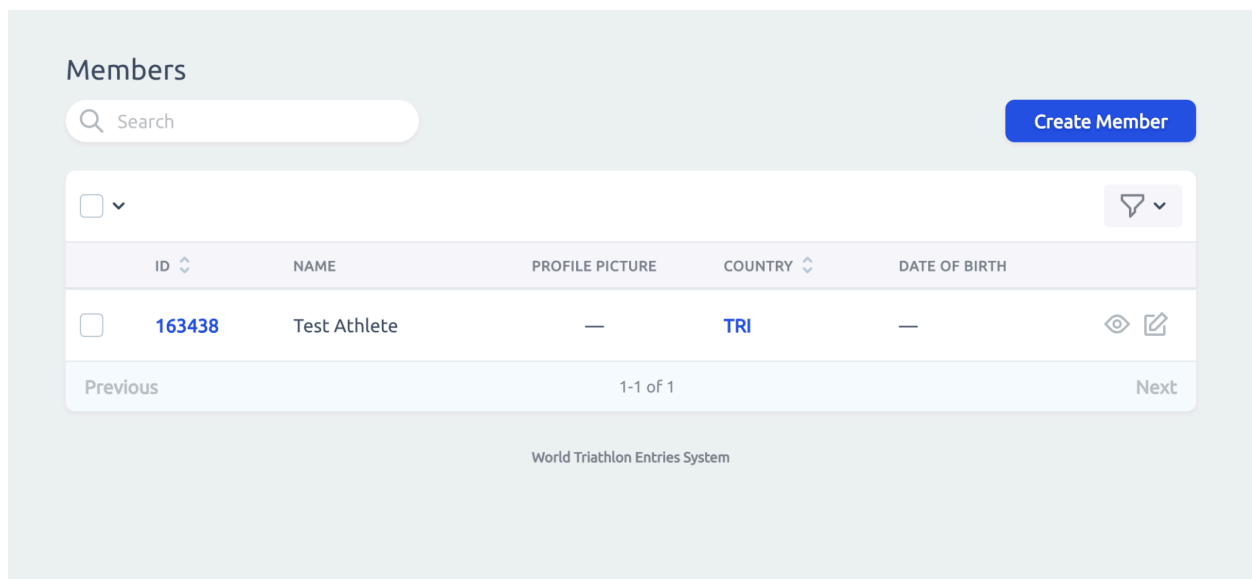 Members
Search
Create Member
ID NAME PROFILE PICTURE COUNTRY DATE OF BIRTH
163438 Test Athlete — TRI —
Previous 1-1 of 1 Next
World Triathlon Entries System